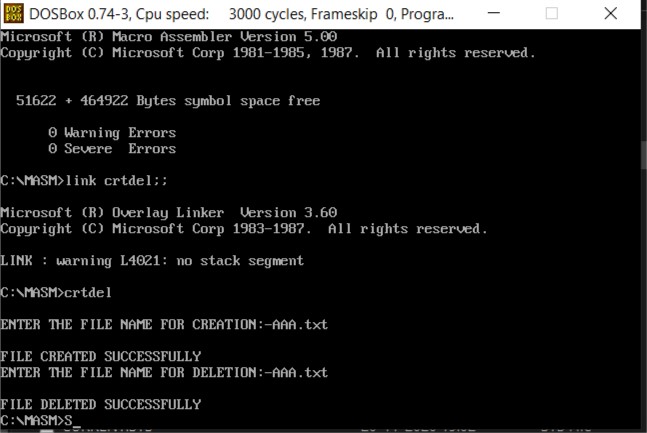 DOSBox 0.74-3, Cpu speed: 3000 cycles, Frameskip 0, Progra...
Microsoft (R) Macro Assembler Version 5.00
Copyright (C) Microsoft Corp 1981-1985, 1987. All rights reserved.
51622 + 464922 Bytes symbol space free
0 Warning Errors
0 Severe Errors
C:\MASM>link crtdel;;
Microsoft (R) Overlay Linker Version 3.60
Copyright (C) Microsoft Corp 1983-1987. All rights reserved.
LINK : warning L4021: no stack segment
C:\MASM>crtdel
ENTER THE FILE NAME FOR CREATION:-AAA.txt
FILE CREATED SUCCESSFULLY
ENTER THE FILE NAME FOR DELETION:-AAA.txt
FILE DELETED SUCCESSFULLY
C:\MASM>S_